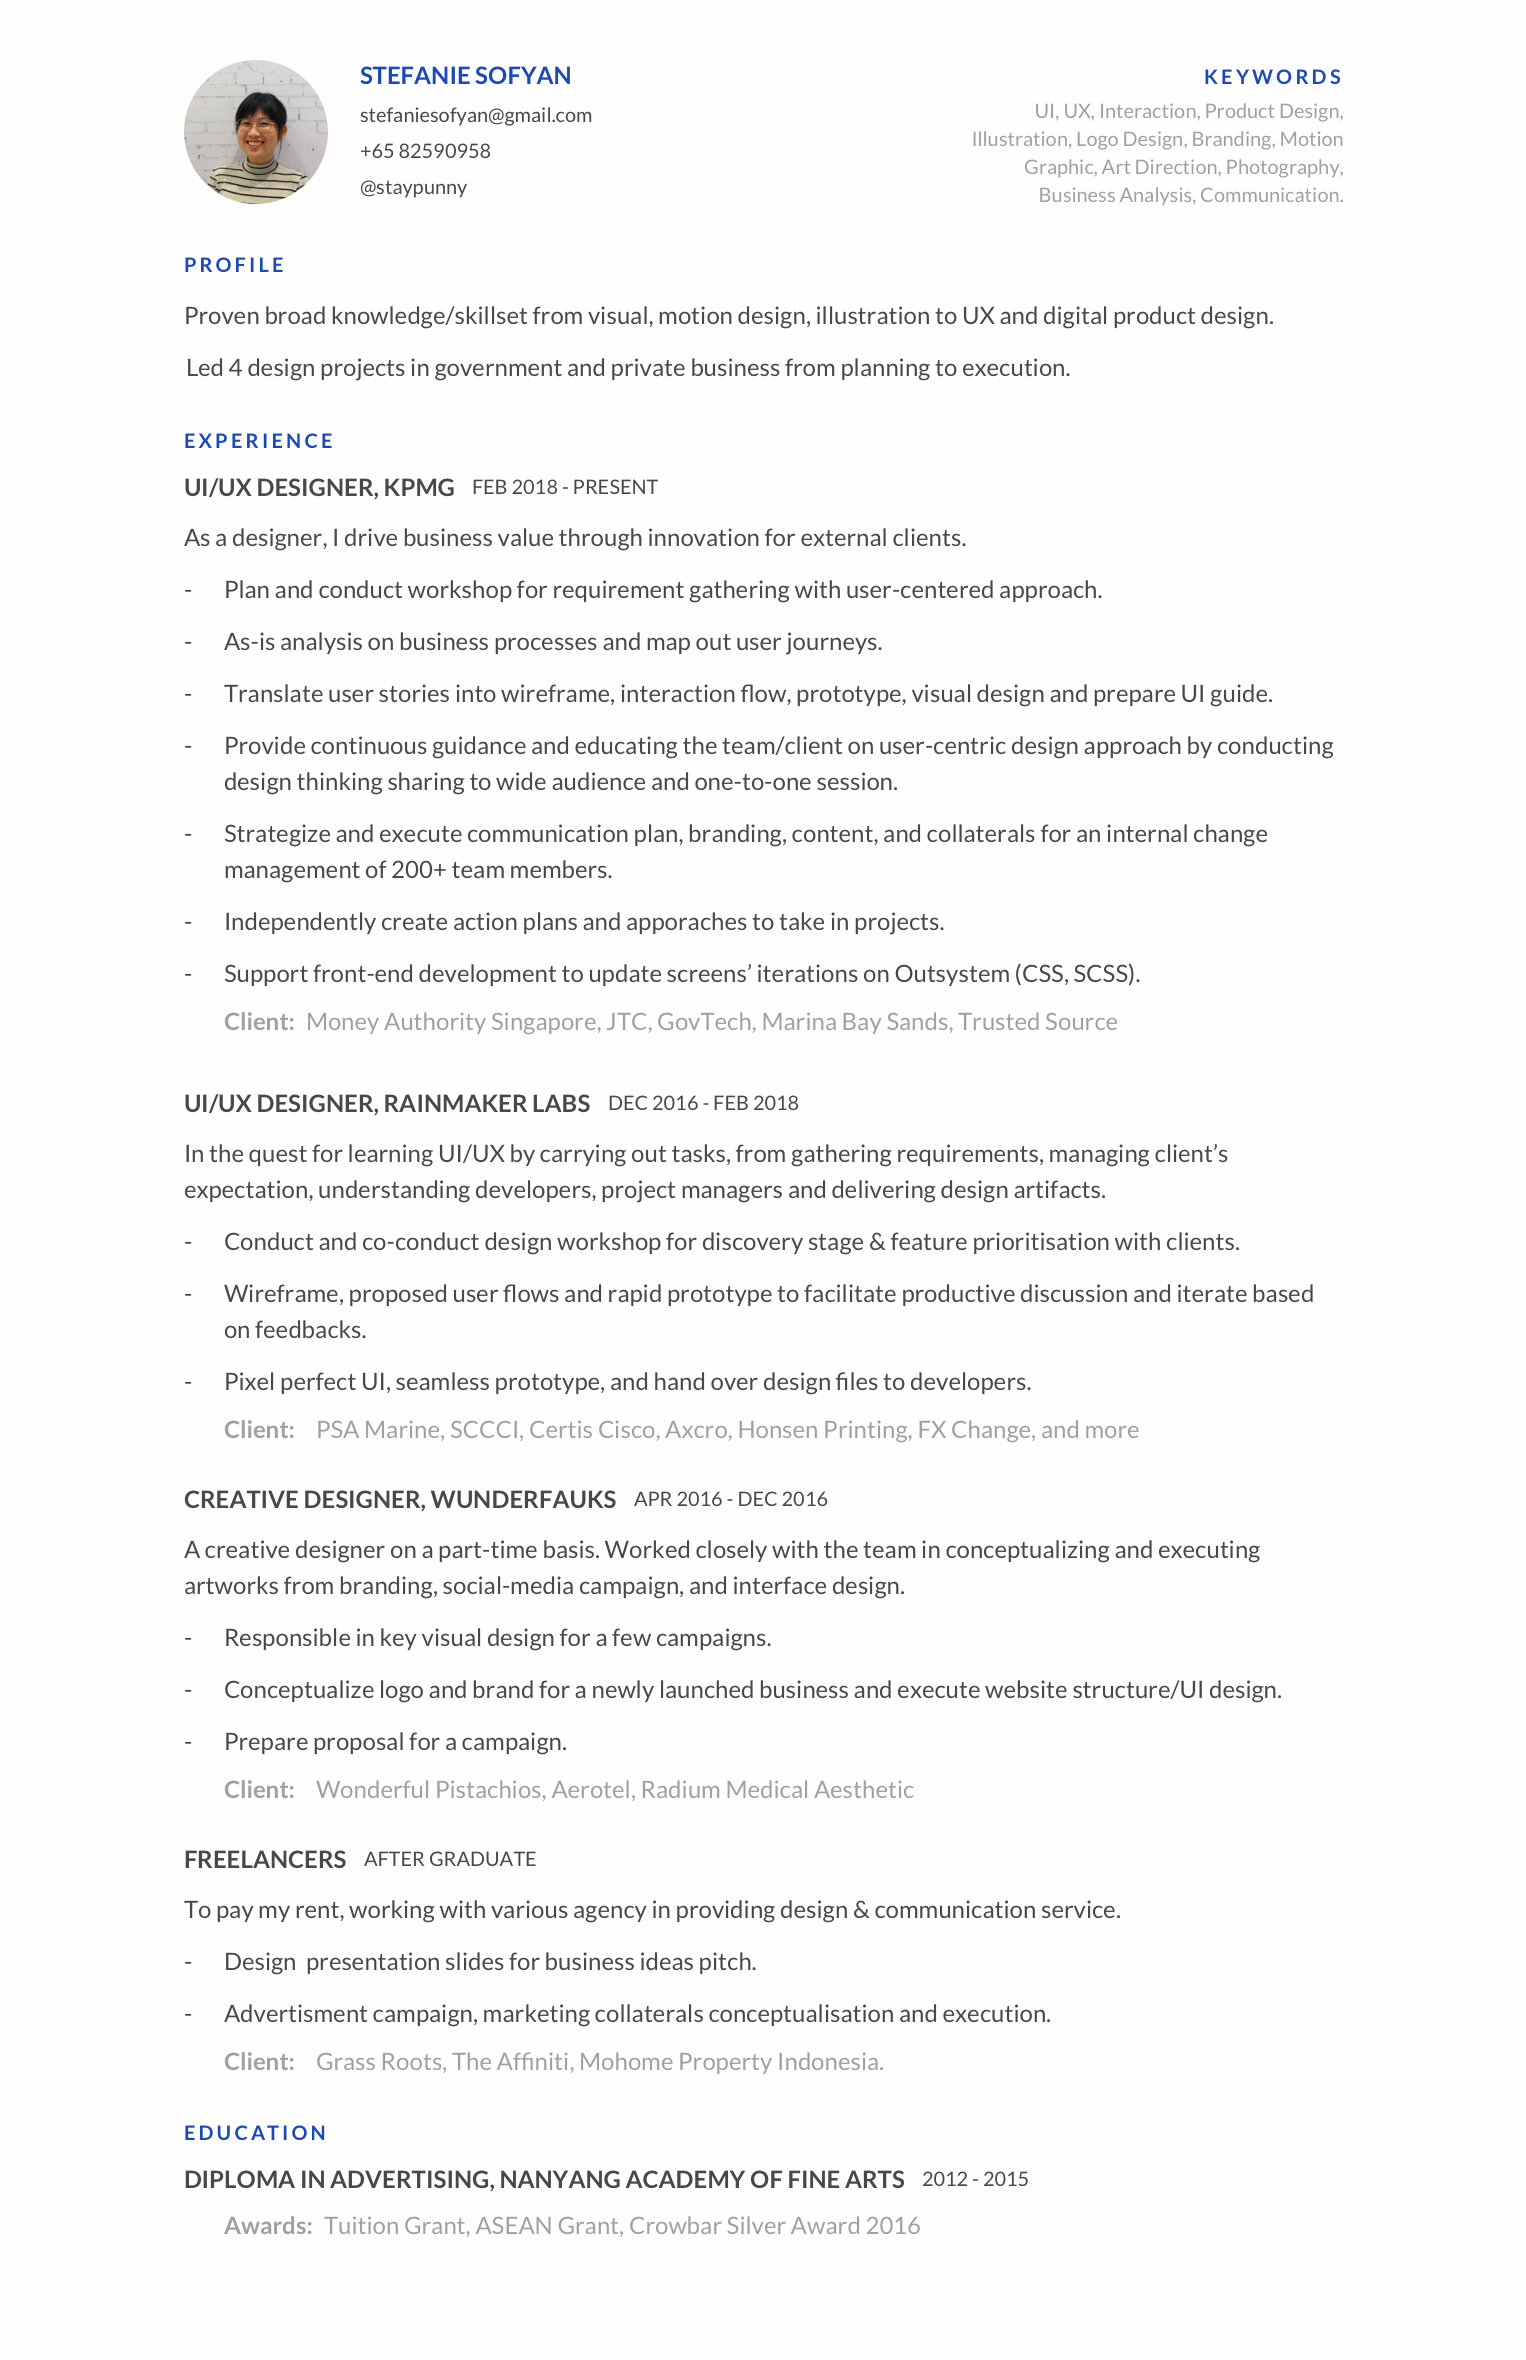 STEFANIE SOFYAN
stefaniesofyan@gmail.com
+65 82590958
@staypunny
KEYWORDS
UI, UX, Interaction, Product Design,
Illustration, Logo Design, Branding, Motion
Graphic, Art Direction, Photography,
Business Analysis, Communication.
PROFILE
Proven broad knowledge/skillset from visual, motion design, illustration to UX and digital product design.
Led 4 design projects in government and private business from planning to execution.
EXPERIENCE
UI/UX DESIGNER, KPMG FEB 2018 - PRESENT
As a designer, I drive business value through innovation for external clients.
- Plan and conduct workshop for requirement gathering with user-centered approach.
- As-is analysis on business processes and map out user journeys.
- Translate user stories into wireframe, interaction flow, prototype, visual design and prepare UI guide.
- Provide continuous guidance and educating the team/client on user-centric design approach by conducting
design thinking sharing to wide audience and one-to-one session.
- Strategize and execute communication plan, branding, content, and collaterals for an internal change
management of 200+ team members.
- Independently create action plans and apporaches to take in projects.
- Support front-end development to update screens’ iterations on Outsystem (CSS, SCSS).
Client: Money Authority Singapore, JTC, GovTech, Marina Bay Sands, Trusted Source
UI/UX DESIGNER, RAINMAKER LABS DEC 2016 - FEB 2018
In the quest for learning UI/UX by carrying out tasks, from gathering requirements, managing client’s
expectation, understanding developers, project managers and delivering design artifacts.
- Conduct and co-conduct design workshop for discovery stage & feature prioritisation with clients.
- Wireframe, proposed user flows and rapid prototype to facilitate productive discussion and iterate based
on feedbacks.
- Pixel perfect UI, seamless prototype, and hand over design files to developers.
Client: PSA Marine, SCCCI, Certis Cisco, Axcro, Honsen Printing, FX Change, and more
CREATIVE DESIGNER, WUNDERFAUKS APR 2016 - DEC 2016
A creative designer on a part-time basis. Worked closely with the team in conceptualizing and executing
artworks from branding, social-media campaign, and interface design.
- Responsible in key visual design for a few campaigns.
- Conceptualize logo and brand for a newly launched business and execute website structure/UI design.
- Prepare proposal for a campaign.
Client: Wonderful Pistachios, Aerotel, Radium Medical Aesthetic
FREELANCERS AFTER GRADUATE
To pay my rent, working with various agency in providing design & communication service.
- Design presentation slides for business ideas pitch.
- Advertisment campaign, marketing collaterals conceptualisation and execution.
Client: Grass Roots, The Affiniti, Mohome Property Indonesia.
EDUCATION
DIPLOMA IN ADVERTISING, NANYANG ACADEMY OF FINE ARTS 2012 - 2015
Awards: Tuition Grant, ASEAN Grant, Crowbar Silver Award 2016